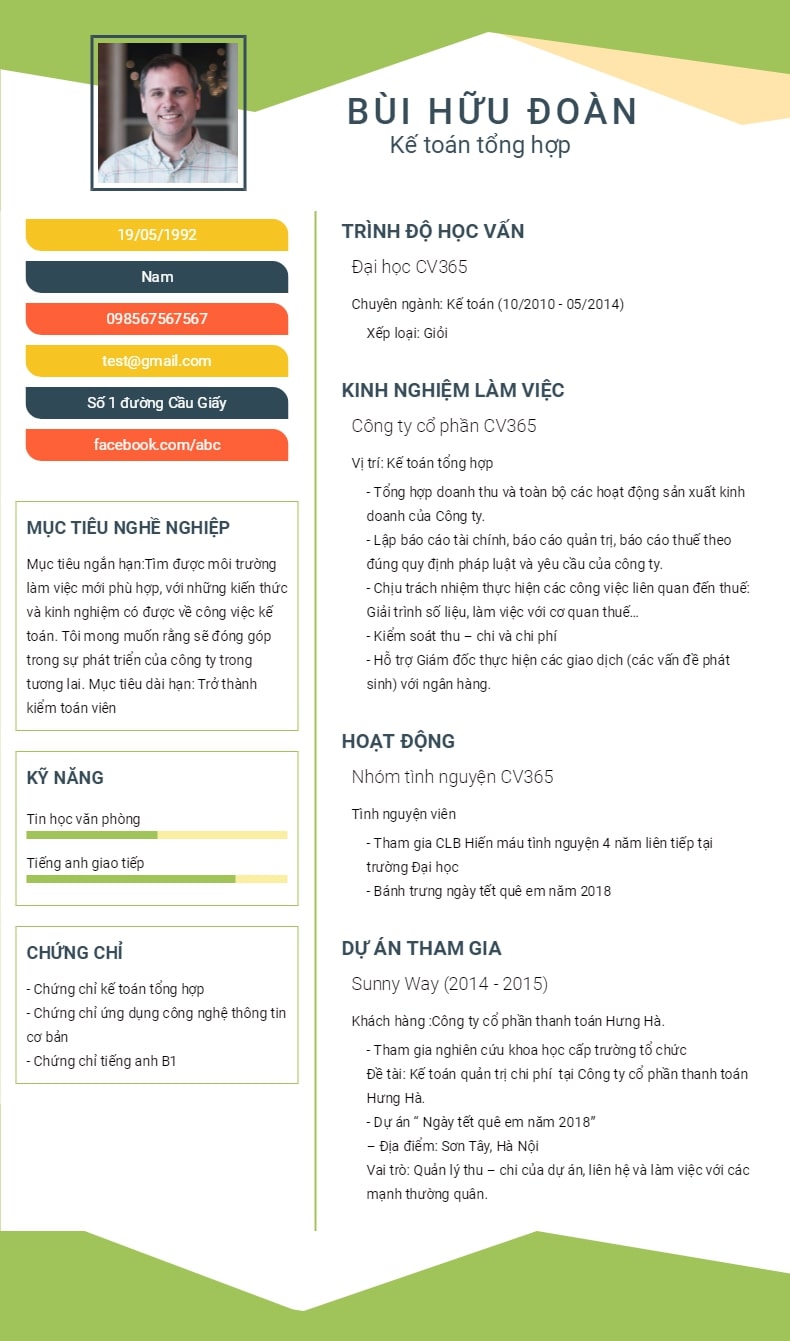 BÙI HỮU ĐOÀN
Kế toán tổng hợp
19/05/1992
Nam
098567567567
test@gmail.com
Số 1 đường Cầu Giấy
facebook.com/abc
MỤC TIÊU NGHỀ NGHIỆP
Mục tiêu ngắn hạn:Tìm được môi trường
làm việc mới phù hợp, với những kiến thức
và kinh nghiệm có được về công việc kế
toán. Tôi mong muốn rằng sẽ đóng góp
trong sự phát triển của công ty trong
tương lai. Mục tiêu dài hạn: Trở thành
kiểm toán viên
KỸ NĂNG
Tin học văn phòng
Tiếng anh giao tiếp
CHỨNG CHỈ
- Chứng chỉ kế toán tổng hợp
- Chứng chỉ ứng dụng công nghệ thông tin
cơ bản
- Chứng chỉ tiếng anh B1
TRÌNH ĐỘ HỌC VẤN
Đại học CV365
Chuyên ngành: Kế toán (10/2010 - 05/2014)
Xếp loại: Giỏi
KINH NGHIỆM LÀM VIỆC
Công ty cổ phần CV365
Vị trí: Kế toán tổng hợp
- Tổng hợp doanh thu và toàn bộ các hoạt động sản xuất kinh
doanh của Công ty.
- Lập báo cáo tài chính, báo cáo quản trị, báo cáo thuế theo
đúng quy định pháp luật và yêu cầu của công ty.
- Chịu trách nhiệm thực hiện các công việc liên quan đến thuế:
Giải trình số liệu, làm việc với cơ quan thuế...
- Kiểm soát thu – chi và chi phí
- Hỗ trợ Giám đốc thực hiện các giao dịch (các vấn đề phát
sinh) với ngân hàng.
HOẠT ĐỘNG
Nhóm tình nguyện CV365
Tình nguyện viên
- Tham gia CLB Hiến máu tình nguyện 4 năm liên tiếp tại
trường Đại học
- Bánh trưng ngày tết quê em năm 2018
DỰ ÁN THAM GIA
Sunny Way (2014 - 2015)
Khách hàng :Công ty cổ phần thanh toán Hưng Hà.
- Tham gia nghiên cứu khoa học cấp trường tổ chức
Đề tài: Kế toán quản trị chi phí  tại Công ty cổ phần thanh toán
Hưng Hà.
- Dự án “ Ngày tết quê em năm 2018”
– Địa điểm: Sơn Tây, Hà Nội
Vai trò: Quản lý thu – chi của dự án, liên hệ và làm việc với các
mạnh thường quân.